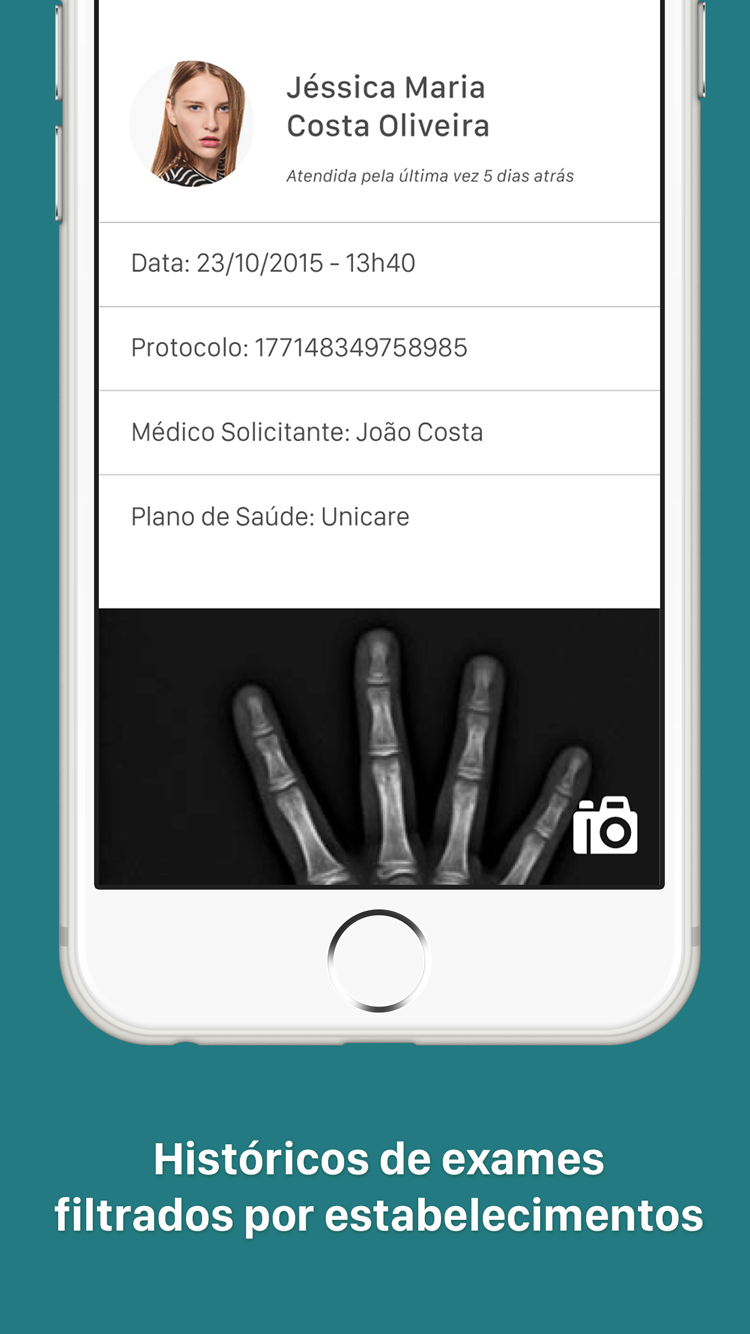 Jéssica Maria
Costa Oliveira
Atendida pela última vez 5 dias atrás
Data: 23/10/2015 - 13h40
Protocolo: 177148349758985
Médico Solicitante: João Costa
Plano de Saúde: Unicare
Históricos de exames
filtrados por estabelecimentos